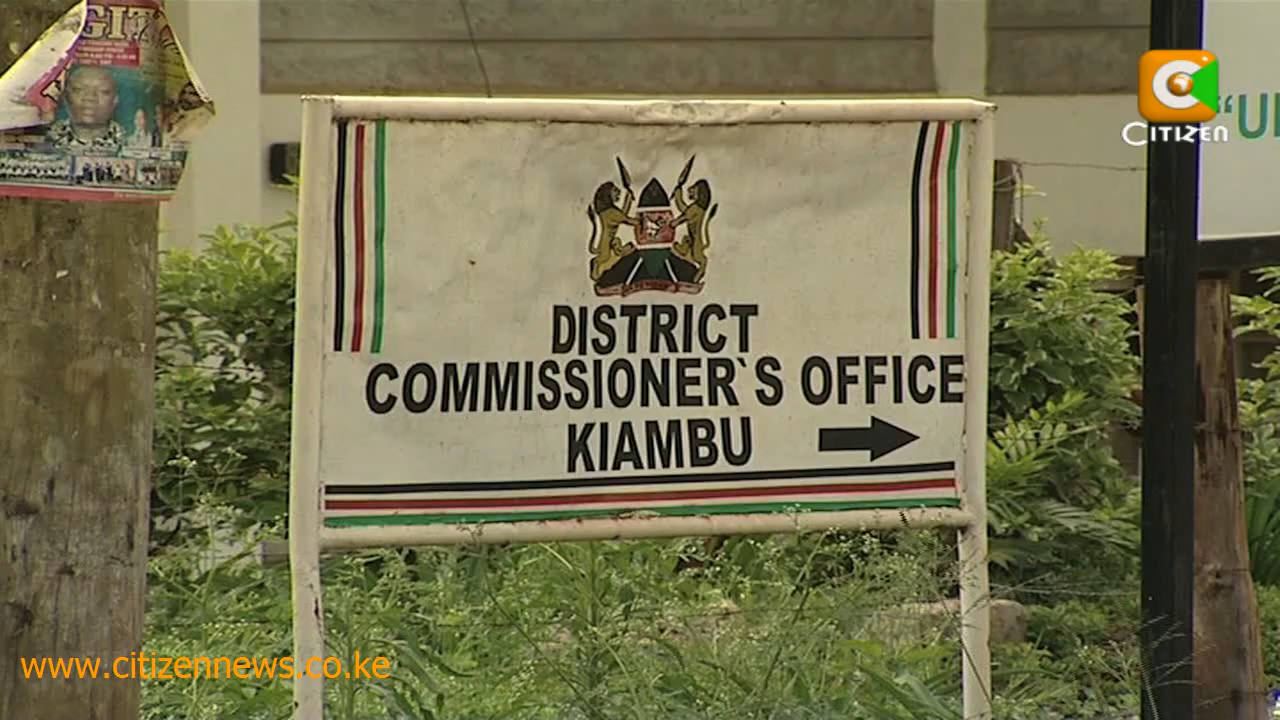 CITIZEN
DISTRICT
COMMISSIONER`S OFFICE
KIAMBU
www.citizennews.co.ke